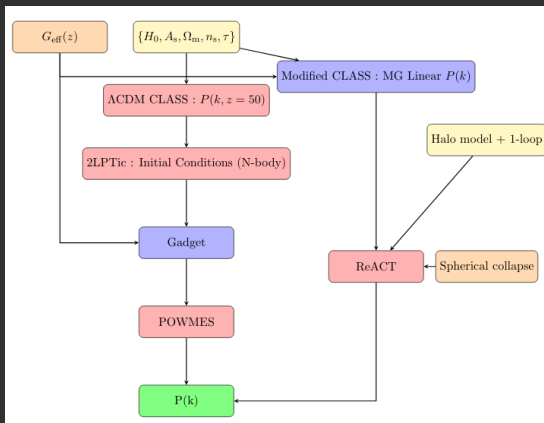 G_eff(z)
{H_0, A_s, Ω_m, n_s, τ}
Modified CLASS : MG Linear P(k)
ΛCDM CLASS : P(k, z = 50)
Halo model + 1-loop
2LPTic : Initial Conditions (N-body)
Gadget
ReACT
Spherical collapse
POWMES
P(k)